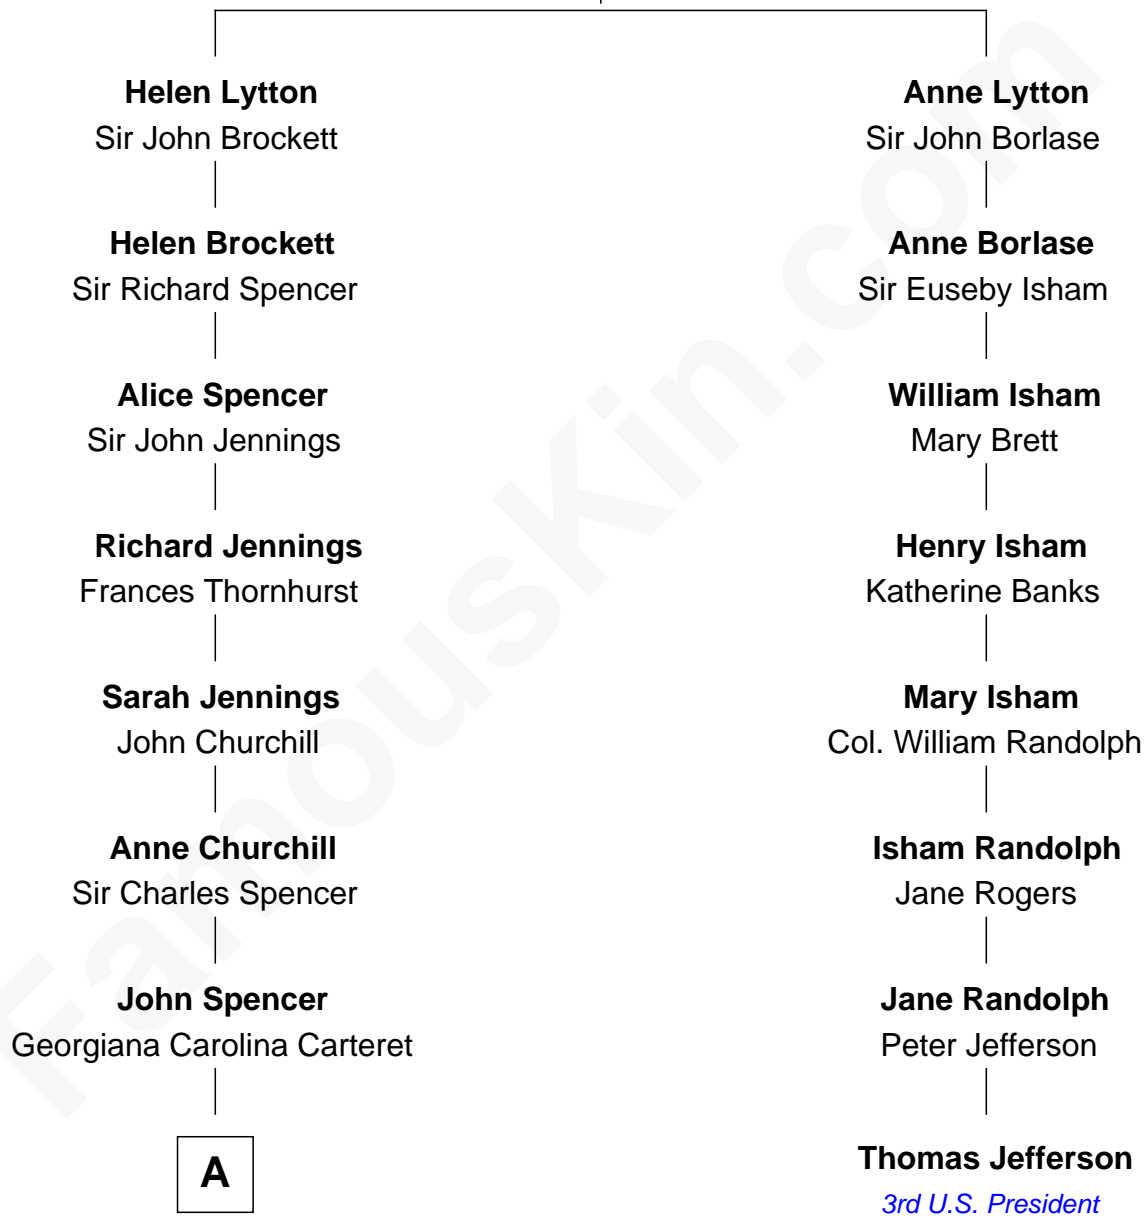 Helen Lytton
Sir John Brockett
Anne Lytton
Sir John Borlase
Helen Brockett
Sir Richard Spencer
Anne Borlase
Sir Euseby Isham
Alice Spencer
Sir John Jennings
William Isham
Mary Brett
Richard Jennings
Frances Thornhurst
Henry Isham
Katherine Banks
Sarah Jennings
John Churchill
Mary Isham
Col. William Randolph
Anne Churchill
Sir Charles Spencer
Isham Randolph
Jane Rogers
John Spencer
Georgiana Carolina Carteret
Jane Randolph
Peter Jefferson
A
Thomas Jefferson
3rd U.S. President
FamousKin.com